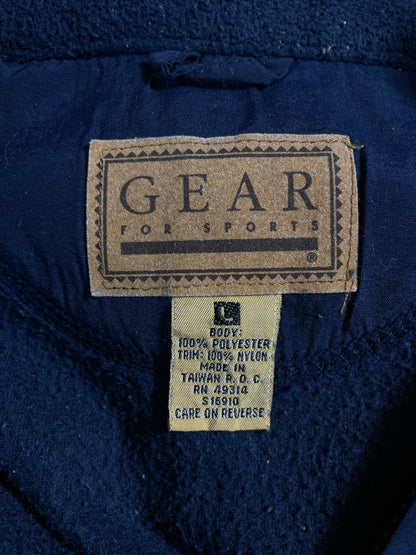 GEAR
FOR SPORTS
®
L
BODY:
100% POLYESTER
TRIM: 100% NYLON
MADE IN
TAIWAN R.O.C.
RN 49314
S16910
CARE ON REVERSE